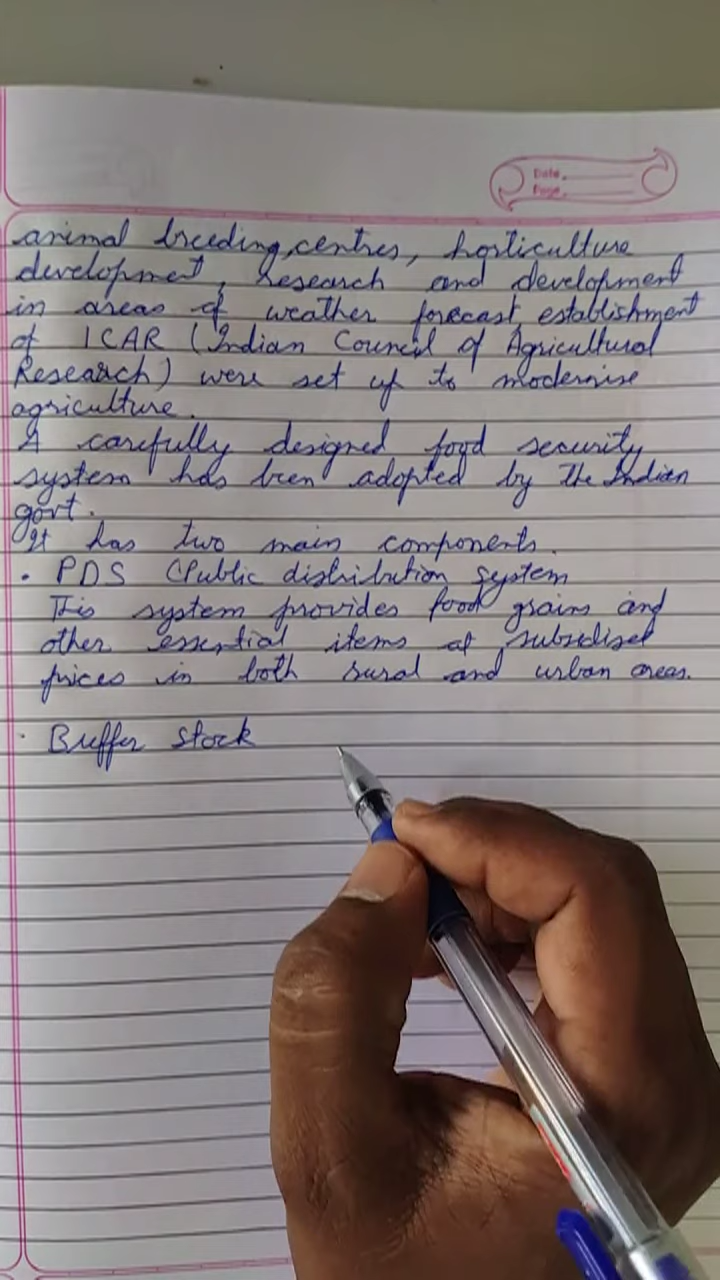 Date.
Page.
animal breeding, centres, horticulture
development, research and development
in areas of weather forecast, establishment
of ICAR (Indian Council of Agricultural
Research) were set up to modernise
agriculture.
A carefully designed food security
system has been adopted by the Indian
govt.
It has two main components.
• PDS (Public distribution system
This system provides food grains and
other essential items at subsidised
prices in both rural and urban areas.
• Buffer stock